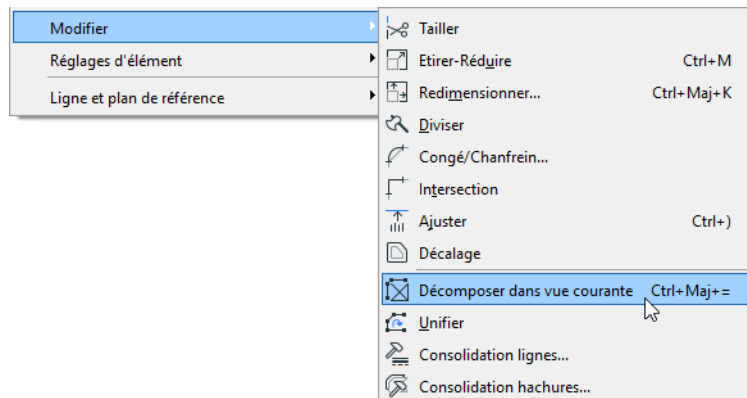 Modifier
Réglages d'élément
Ligne et plan de référence
Tailler
Etirer-Réduire Ctrl+M
Redimensionner... Ctrl+Maj+K
Diviser
Congé/Chanfrein...
Intersection
Ajuster Ctrl+)
Décalage
Décomposer dans vue courante Ctrl+Maj+=
Unifier
Consolidation lignes...
Consolidation hachures...